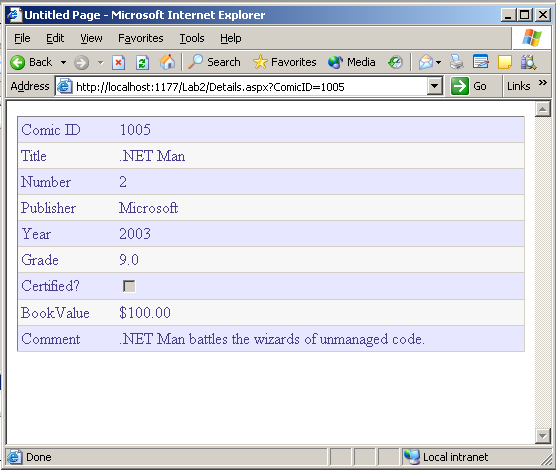 Untitled Page - Microsoft Internet Explorer
File Edit View Favorites Tools Help
Back Search Favorites Media
Address http://localhost:1177/Lab2/Details.aspx?ComicID=1005 Go Links »
Comic ID 1005
Title .NET Man
Number 2
Publisher Microsoft
Year 2003
Grade 9.0
Certified?
BookValue $100.00
Comment .NET Man battles the wizards of unmanaged code.
Done Local intranet